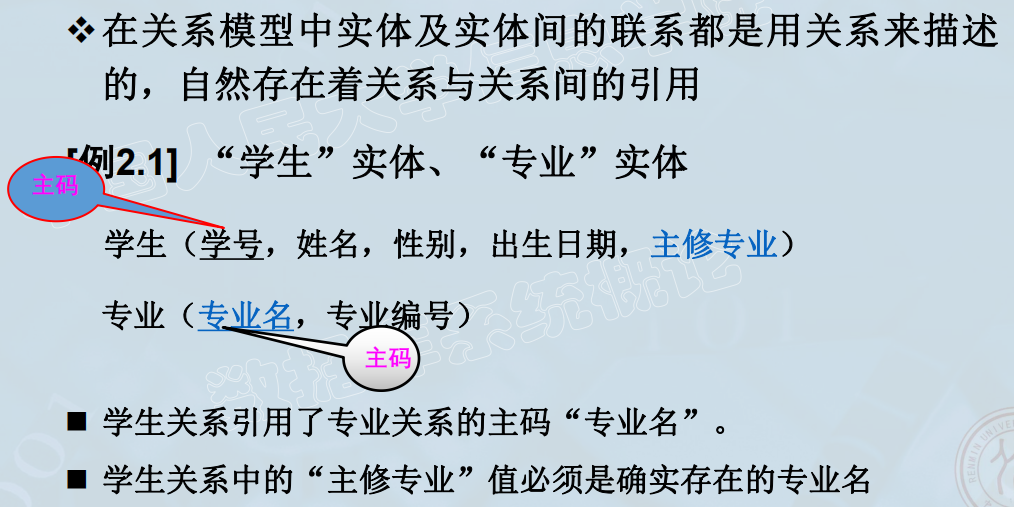 ❖在关系模型中实体及实体间的联系都是用关系来描述
的，自然存在着关系与关系间的引用
[例2.1] “学生”实体、“专业”实体
主码
学生（学号，姓名，性别，出生日期，主修专业）
专业（专业名，专业编号）
主码
■ 学生关系引用了专业关系的主码“专业名”。
■ 学生关系中的“主修专业”值必须是确实存在的专业名